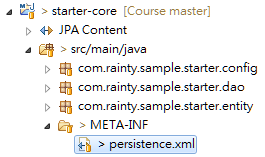 > starter-core [Course master]
JPA Content
> src/main/java
com.rainty.sample.starter.config
> com.rainty.sample.starter.dao
> com.rainty.sample.starter.entity
> META-INF
> persistence.xml